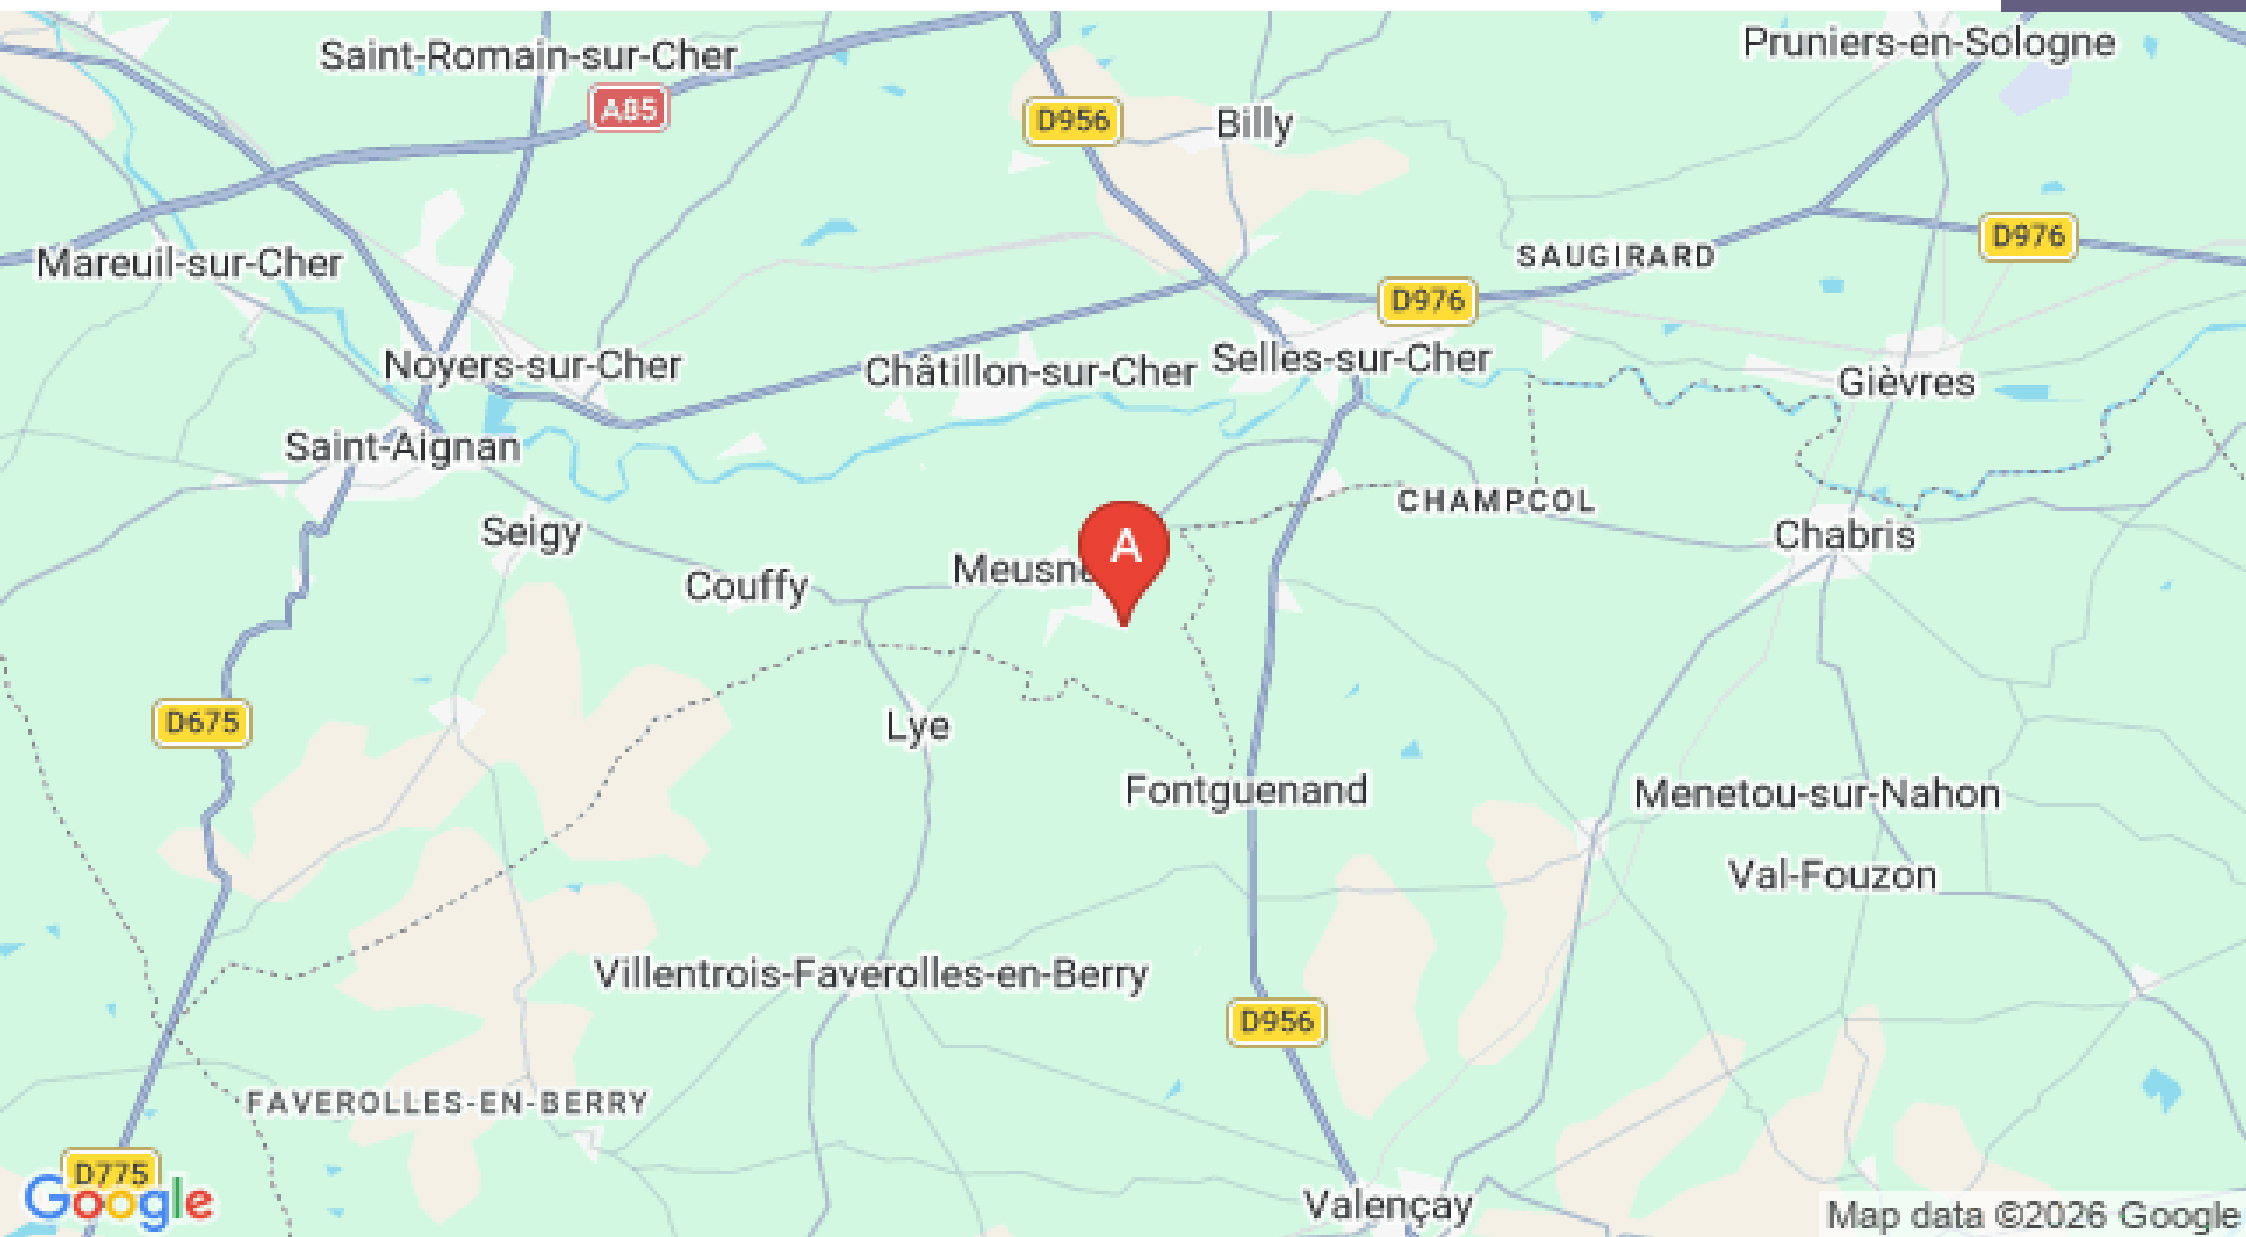 Saint-Romain-sur-Cher
Pruniers-en-Sologne
A85
D956
Billy
D976
SAUGIRARD
Mareuil-sur-Cher
D976
Noyers-sur-Cher
Châtillon-sur-Cher
Selles-sur-Cher
Gièvres
Saint-Aignan
CHAMPCOL
Seigy
Chabris
A
Meusne
Couffy
D675
Lye
Fontguenand
Menetou-sur-Nahon
Val-Fouzon
Villentrois-Faverolles-en-Berry
D956
FAVEROLLES-EN-BERRY
D775
Google
Valençay
Map data ©2026 Google